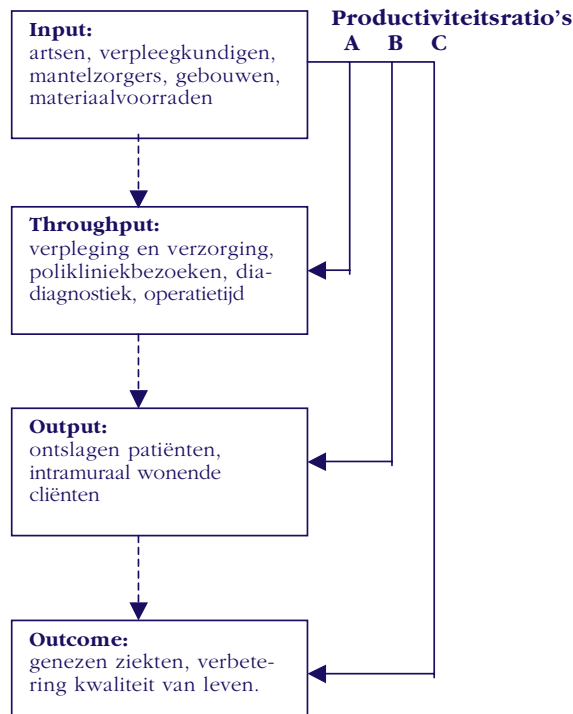 Productiviteitsratio’s
A B C
Input:
artsen, verpleegkundigen,
mantelzorgers, gebouwen,
materiaalvoorraden
Throughput:
verpleging en verzorging,
polikliniekbezoeken, dia-
diagnostiek, operatietijd
Output:
ontslagen patiënten,
intramuraal wonende
cliënten
Outcome:
genezen ziekten, verbete-
ring kwaliteit van leven.